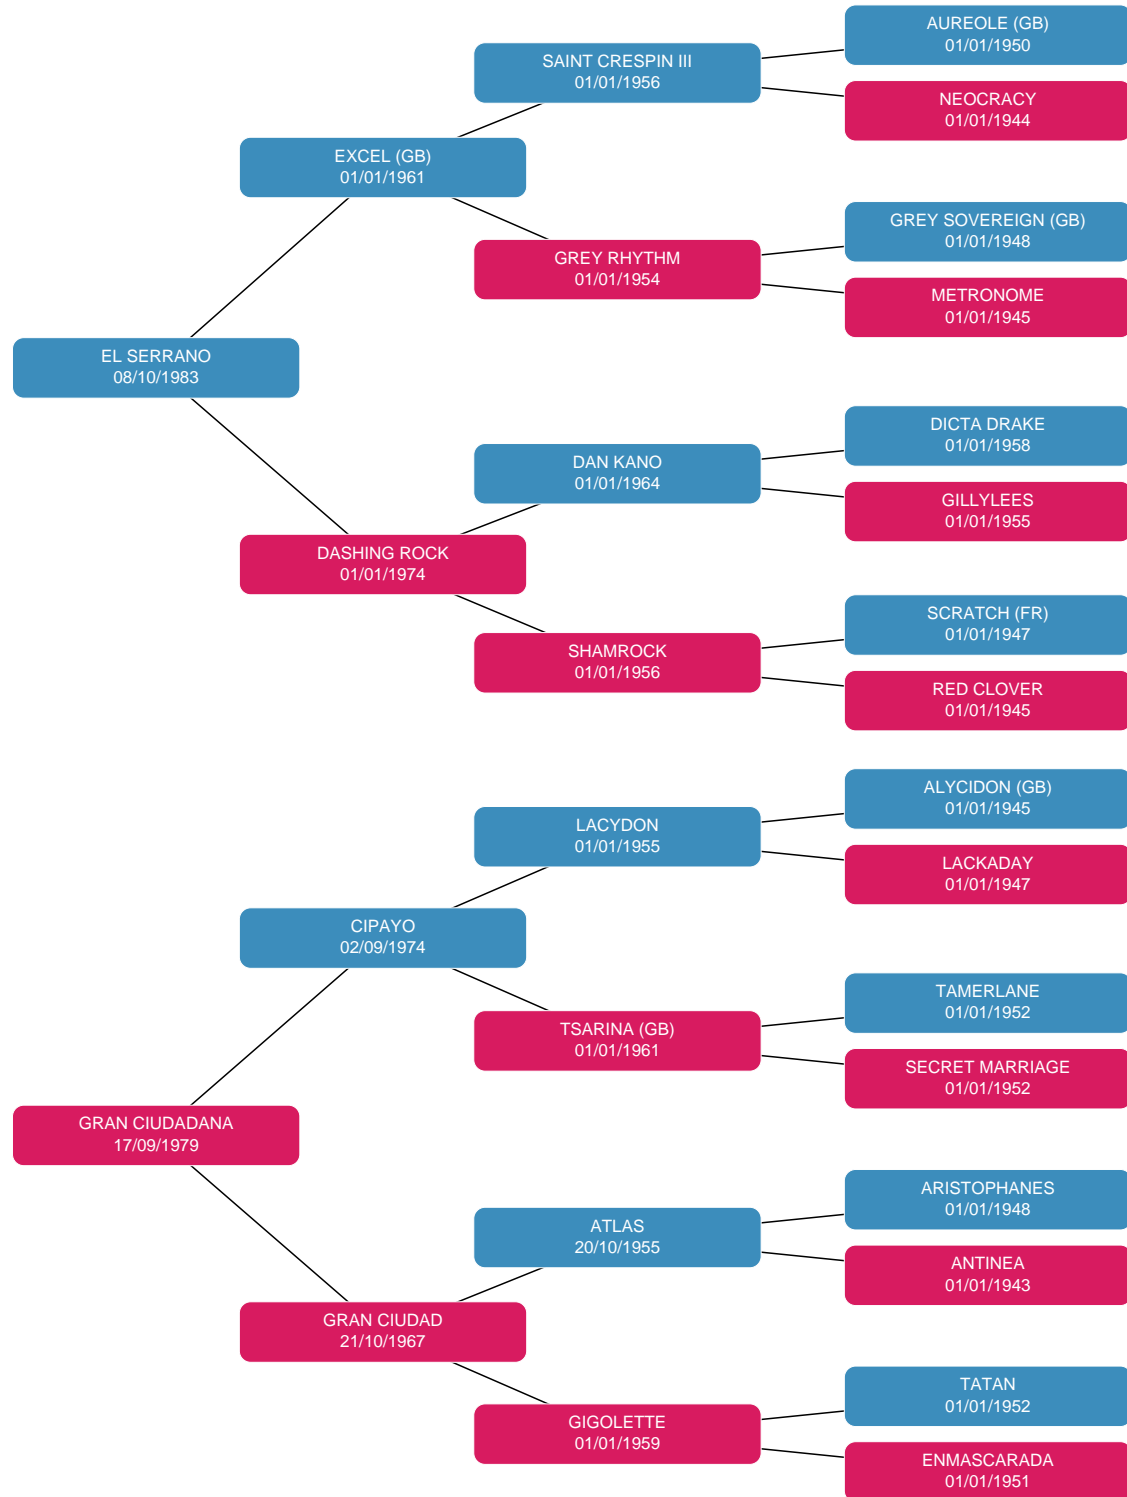 AUREOLE (GB)
01/01/1950
SAINT CRESPIN III
01/01/1956
NEOCRACY
01/01/1944
EXCEL (GB)
01/01/1961
GREY SOVEREIGN (GB)
01/01/1948
GREY RHYTHM
01/01/1954
METRONOME
01/01/1945
EL SERRANO
08/10/1983
DICTA DRAKE
01/01/1958
DAN KANO
01/01/1964
GILLYLEES
01/01/1955
DASHING ROCK
01/01/1974
SCRATCH (FR)
01/01/1947
SHAMROCK
01/01/1956
RED CLOVER
01/01/1945
ALYCIDON (GB)
01/01/1945
LACYDON
01/01/1955
LACKADAY
01/01/1947
CIPAYO
02/09/1974
TAMERLANE
01/01/1952
TSARINA (GB)
01/01/1961
SECRET MARRIAGE
01/01/1952
GRAN CIUDADANA
17/09/1979
ARISTOPHANES
01/01/1948
ATLAS
20/10/1955
ANTINEA
01/01/1943
GRAN CIUDAD
21/10/1967
TATAN
01/01/1952
GIGOLETTE
01/01/1959
ENMASCARADA
01/01/1951